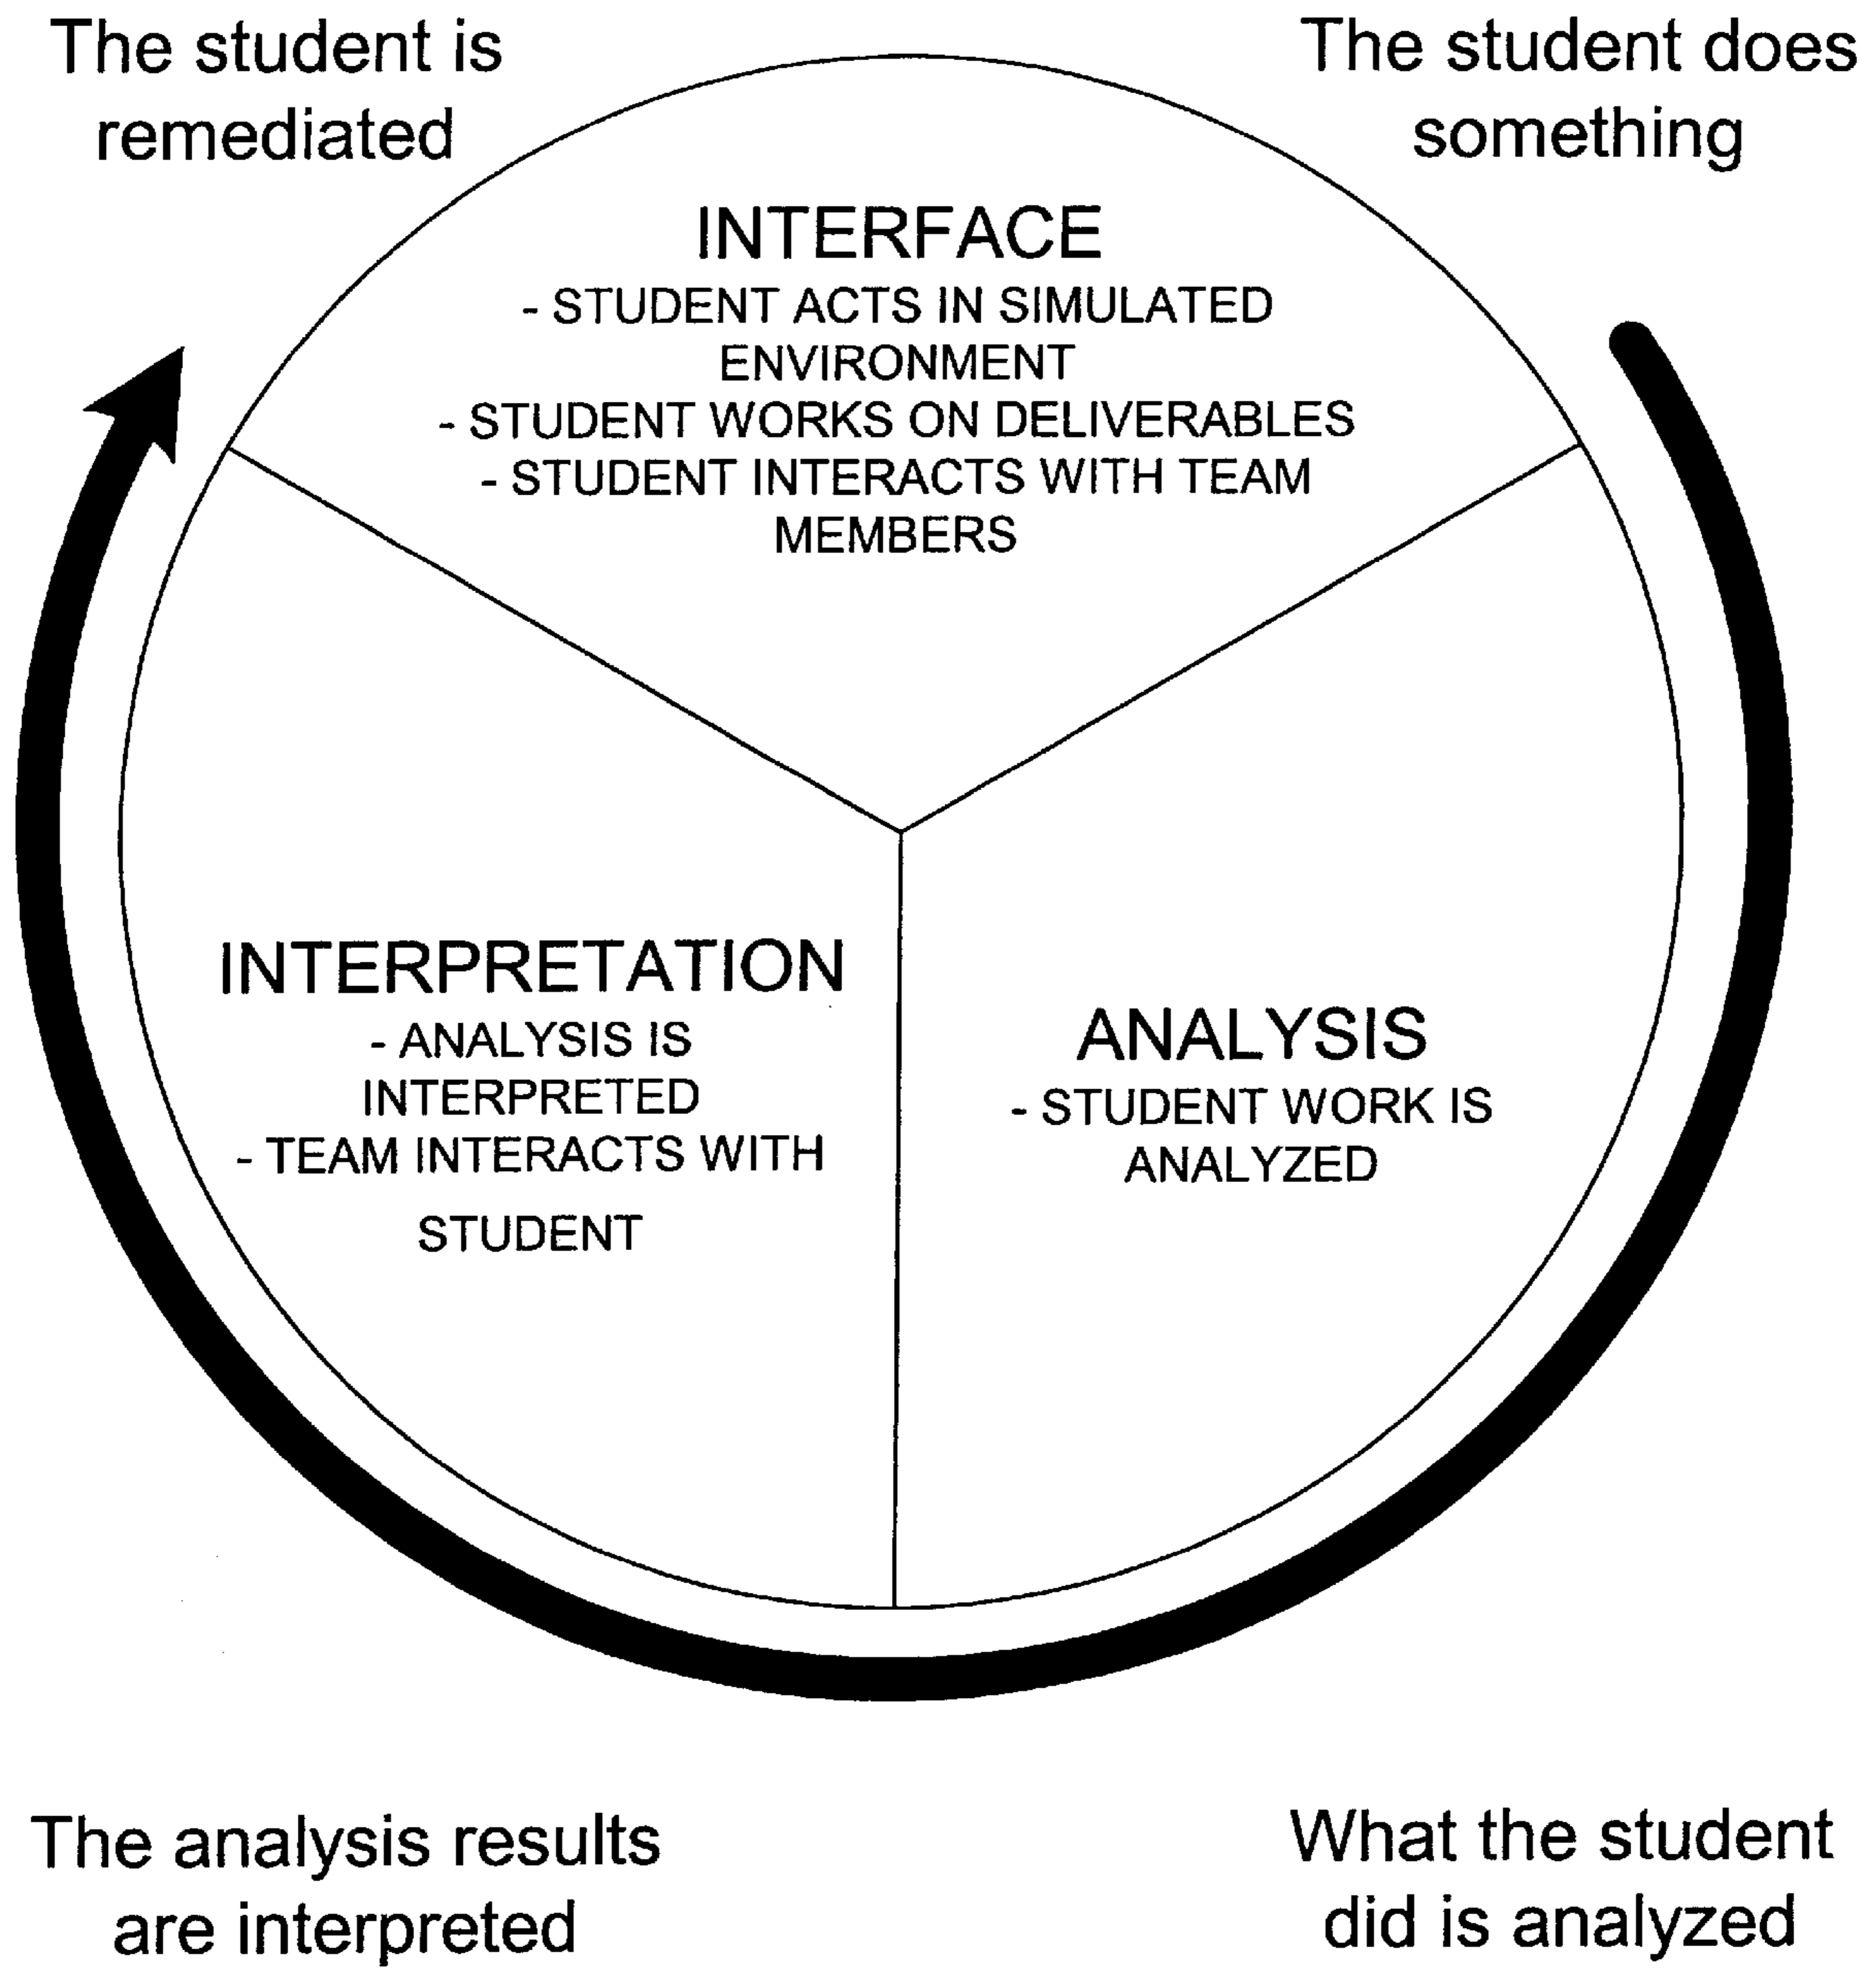 The student is
remediated
The student does
something
INTERFACE
- STUDENT ACTS IN SIMULATED
ENVIRONMENT
- STUDENT WORKS ON DELIVERABLES
- STUDENT INTERACTS WITH TEAM
MEMBERS
INTERPRETATION
- ANALYSIS IS
INTERPRETED
- TEAM INTERACTS WITH
STUDENT
ANALYSIS
- STUDENT WORK IS
ANALYZED
The analysis results
are interpreted
What the student
did is analyzed